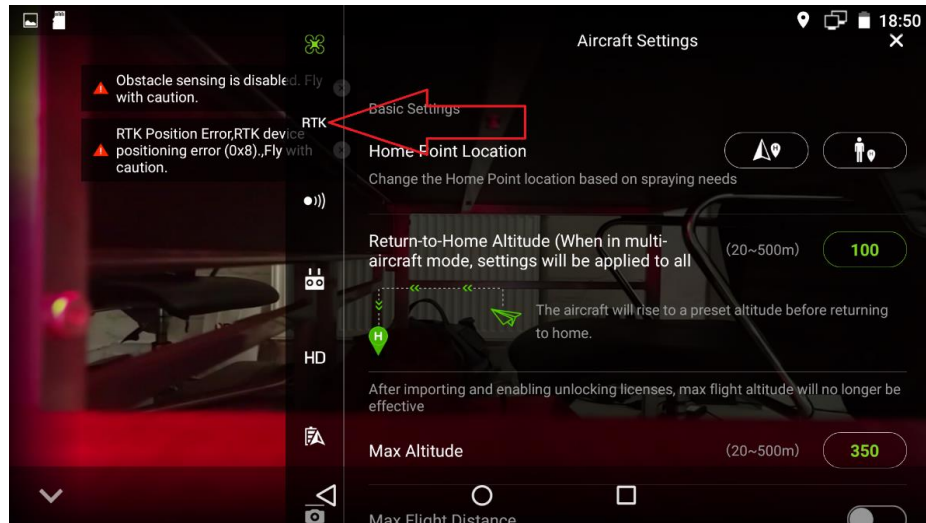 18:50
Aircraft Settings
Obstacle sensing is disabled. Fly
with caution.
RTK Position Error,RTK device
positioning error (0x8).,Fly with
caution.
RTK
HD
Basic Settings
Home Point Location
Change the Home Point location based on spraying needs
H
H
Return-to-Home Altitude (When in multi-
aircraft mode, settings will be applied to all
(20~500m)
100
H
The aircraft will rise to a preset altitude before returning
to home.
After importing and enabling unlocking licenses, max flight altitude will no longer be
effective
Max Altitude
(20~500m)
350
Max Flight Distance